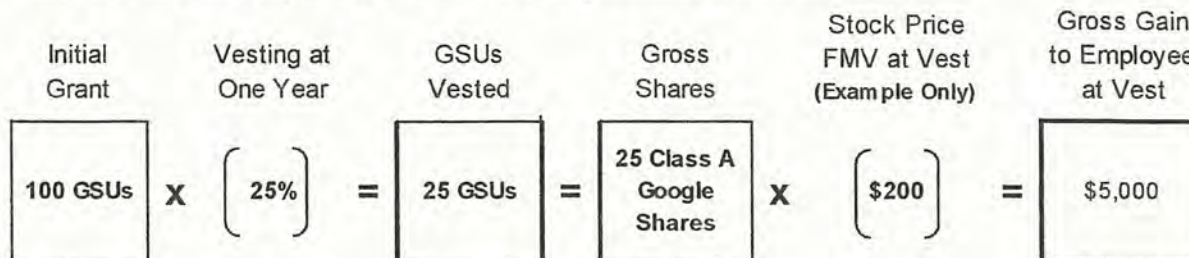 Initial
Grant
Vesting at
One Year
GSUs
Vested
Gross
Shares
Stock Price
FMV at Vest
(Example Only)
Gross Gain
to Employee
at Vest
100 GSUs
x
25%
=
25 GSUs
=
25 Class A
Google
Shares
x
$200
=
$5,000